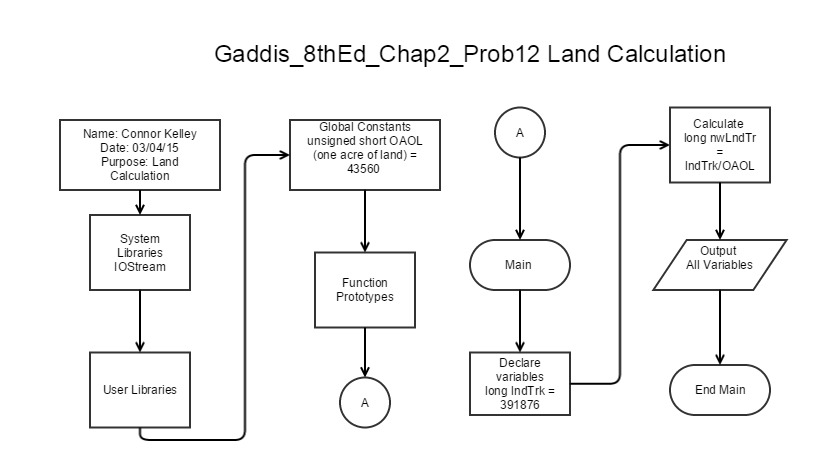 Gaddis_8thEd_Chap2_Prob12 Land Calculation
Name: Connor Kelley
Date: 03/04/15
Purpose: Land
Calculation
System
Libraries
IOStream
User Libraries
Global Constants
unsigned short OAOL
(one acre of land) =
43560
Function
Prototypes
A
A
Main
Declare
variables
long lndTrk =
391876
Calculate
long nwLndTr
=
lndTrk/OAOL
Output
All Variables
End Main